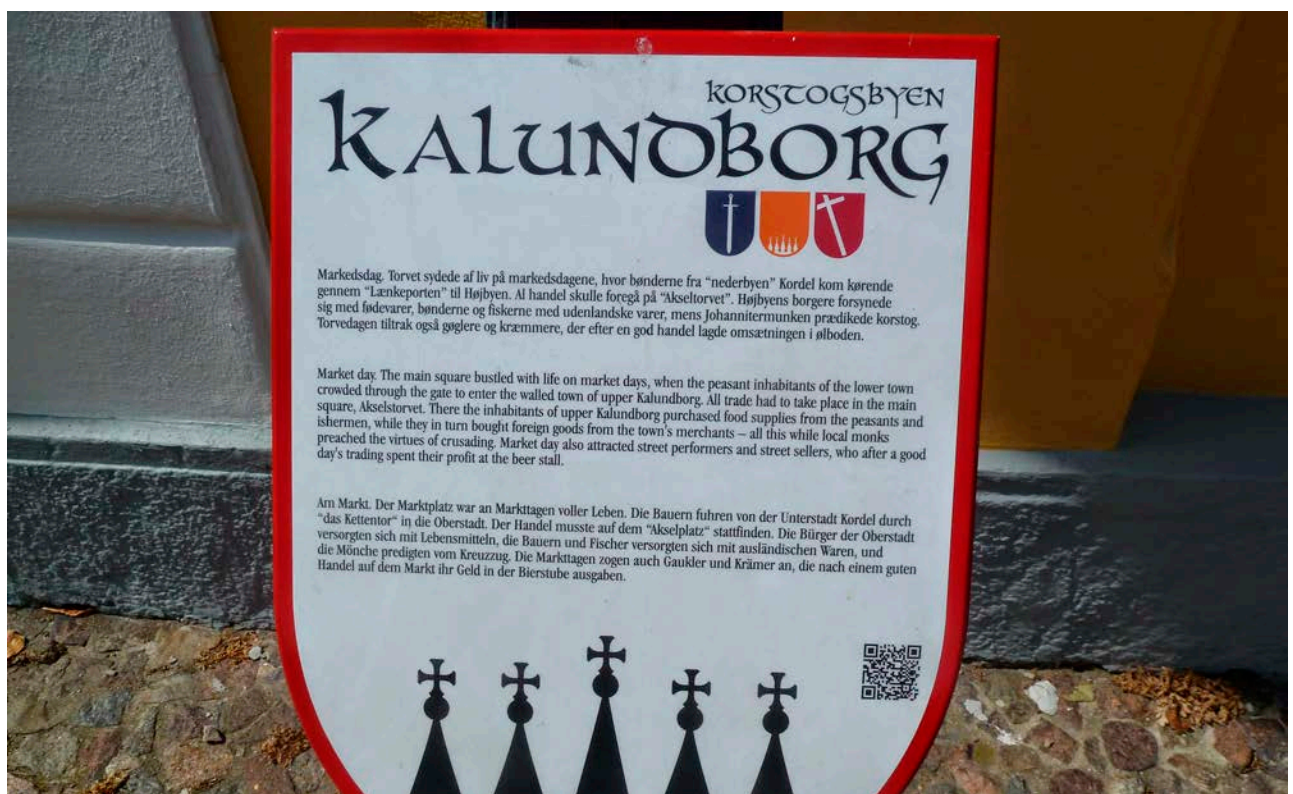 KORSTOGSBYEN
KALUNDBORG
Markedsdag. Torvet sydede af liv på markedsdagene, hvor bønderne fra “nederbyen” Kordel kom kørende
gennem “Lænkeporten” til Højbyen. Al handel skulle foregå på “Akseltorvet”. Højbyens borgere forsynede
sig med fødevarer, bønderne og fiskerne med udenlandske varer, mens Johannitermunken prædikede korstog.
Torvedagen tiltrak også gøglere og kræmmere, der efter en god handel lagde omsætningen i ølboden.
Market day. The main square bustled with life on market days, when the peasant inhabitants of the lower town
crowded through the gate to enter the walled town of upper Kalundborg. All trade had to take place in the main
square, Akselstorvet. There the inhabitants of upper Kalundborg purchased food supplies from the peasants and
ishermen, while they in turn bought foreign goods from the town's merchants – all this while local monks
preached the virtues of crusading. Market day also attracted street performers and street sellers, who after a good
day's trading spent their profit at the beer stall.
Am Markt. Der Marktplatz war an Markttagen voller Leben. Die Bauern fuhren von der Unterstadt Kordel durch
“das Kettentor“ in die Oberstadt. Der Handel musste auf dem “Akselplatz“ stattfinden. Die Bürger der Oberstadt
versorgten sich mit Lebensmitteln, die Bauern und Fischer versorgten sich mit ausländischen Waren, und
die Mönche predigten vom Kreuzzug. Die Markttagen zogen auch Gaukler und Krämer an, die nach einem guten
Handel auf dem Markt ihr Geld in der Bierstube ausgaben.